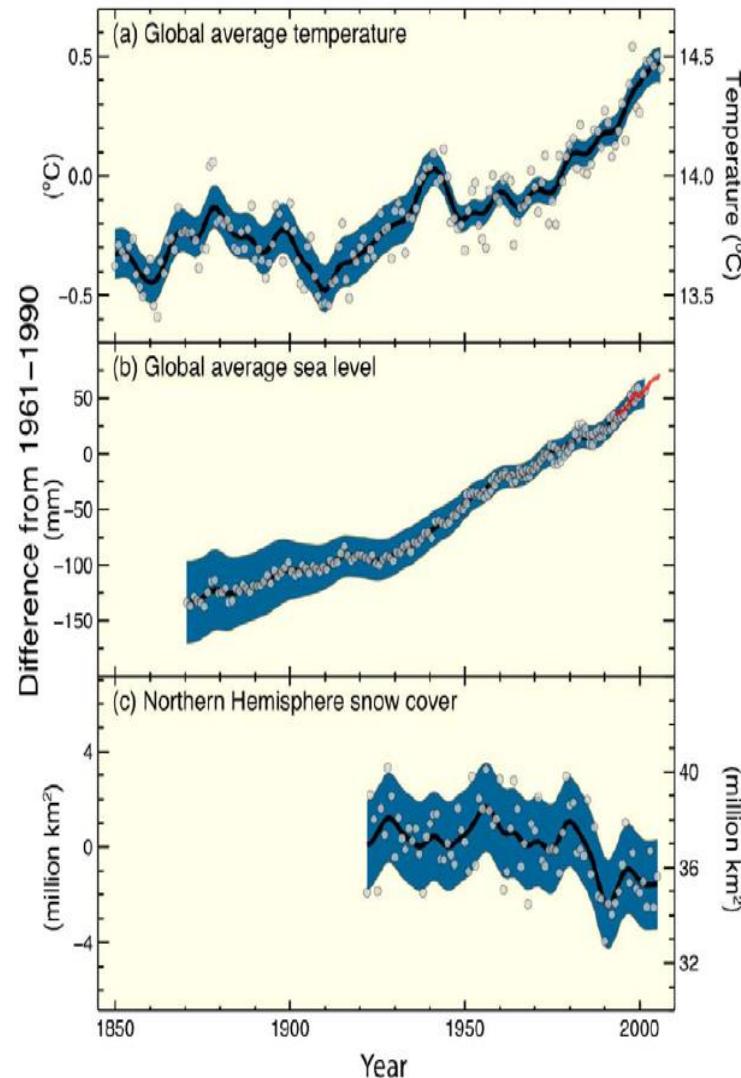 (a) Global average temperature
0.5
0.0
−0.5
(°C)
14.5
14.0
13.5
Temperature (°C)
Difference from 1961–1990
(b) Global average sea level
50
0
−50
−100
−150
(mm)
(c) Northern Hemisphere snow cover
4
0
−4
(million km²)
40
36
32
(million km²)
1850
1900
1950
2000
Year